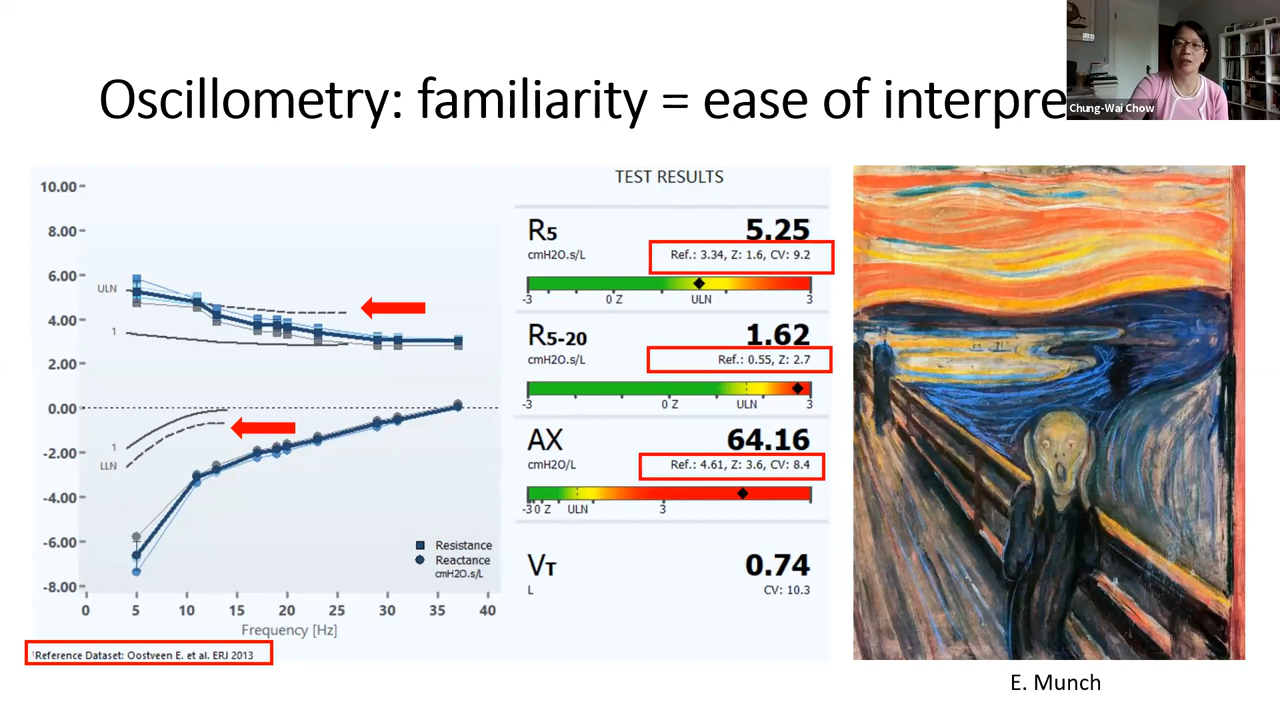 Oscillometry: familiarity = ease of interpre
Chung-Wai Chow
10.00
8.00
6.00
4.00
2.00
0.00
-2.00
-4.00
-6.00
-8.00
ULN
1
1
LLN
Resistance
Reactance
cmH2O.s/L
0 5 10 15 20 25 30 35 40
Frequency [Hz]
1Reference Dataset: Oostveen E. et al. ERJ 2013
TEST RESULTS
R5 5.25
cmH2O.s/L Ref.: 3.34, Z: 1.6, CV: 9.2
-3 0 Z ULN 3
R5-20 1.62
cmH2O.s/L Ref.: 0.55, Z: 2.7
-3 0 Z ULN 3
AX 64.16
cmH2O/L Ref.: 4.61, Z: 3.6, CV: 8.4
-3 0 Z ULN 3
VT 0.74
L CV: 10.3
E. Munch